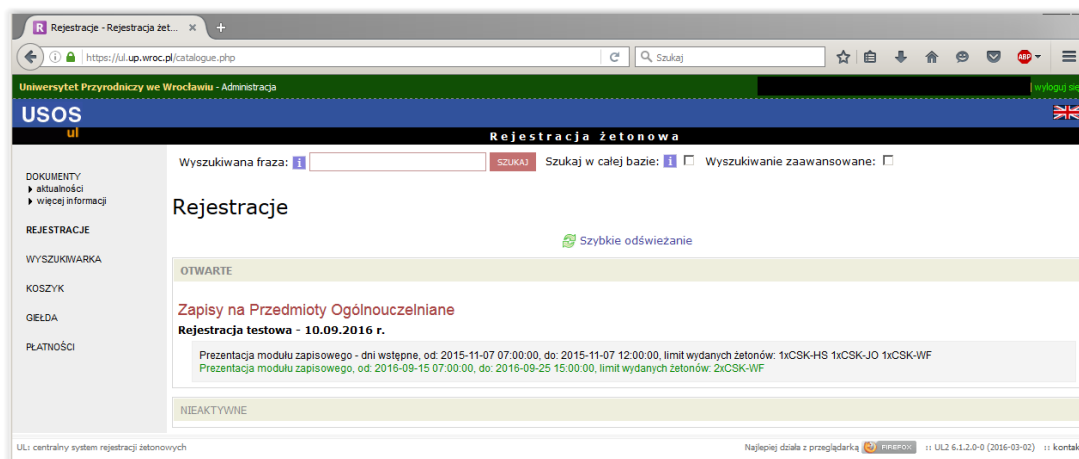 Rejestracje - Rejestracja żet...
https://ul.up.wroc.pl/catalogue.php
Szukaj
ABP
Uniwersytet Przyrodniczy we Wrocławiu - Administracja
| wyloguj się
USOS
ul
Rejestracja żetonowa
Wyszukiwana fraza: i SZUKAJ Szukaj w całej bazie: i Wyszukiwanie zaawansowane:
DOKUMENTY
aktualności
więcej informacji
REJESTRACJE
WYSZUKIWARKA
KOSZYK
GIEŁDA
PŁATNOŚCI
Rejestracje
Szybkie odświeżanie
OTWARTE
Zapisy na Przedmioty Ogólnouczelniane
Rejestracja testowa - 10.09.2016 r.
Prezentacja modułu zapisowego - dni wstępne, od: 2015-11-07 07:00:00, do: 2015-11-07 12:00:00, limit wydanych żetonów: 1xCSK-HS 1xCSK-JO 1xCSK-WF
Prezentacja modułu zapisowego, od: 2016-09-15 07:00:00, do: 2016-09-25 15:00:00, limit wydanych żetonów: 2xCSK-WF
NIEAKTYWNE
UL: centralny system rejestracji żetonowych
Najlepiej działa z przeglądarką FIREFOX :: UL2 6.1.2.0-0 (2016-03-02) :: kontak